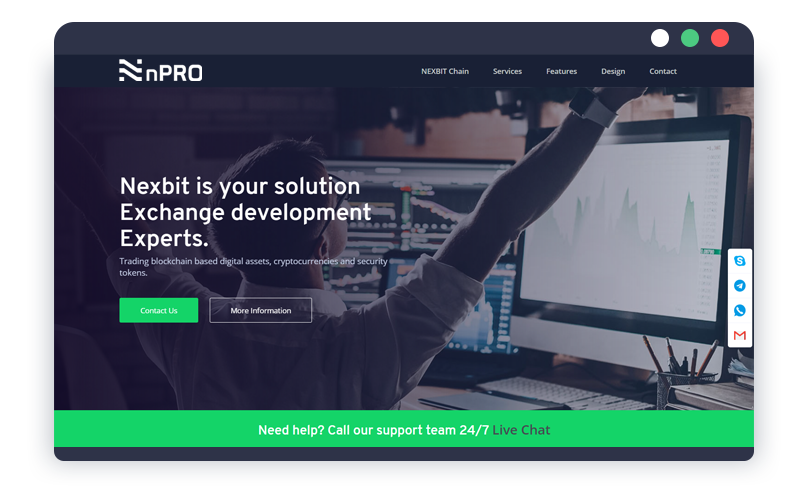 nPRO
NEXBIT Chain Services Features Design Contact
Nexbit is your solution
Exchange development
Experts.
Trading blockchain based digital assets, cryptocurrencies and security
tokens.
Contact Us More Information
Need help? Call our support team 24/7 Live Chat